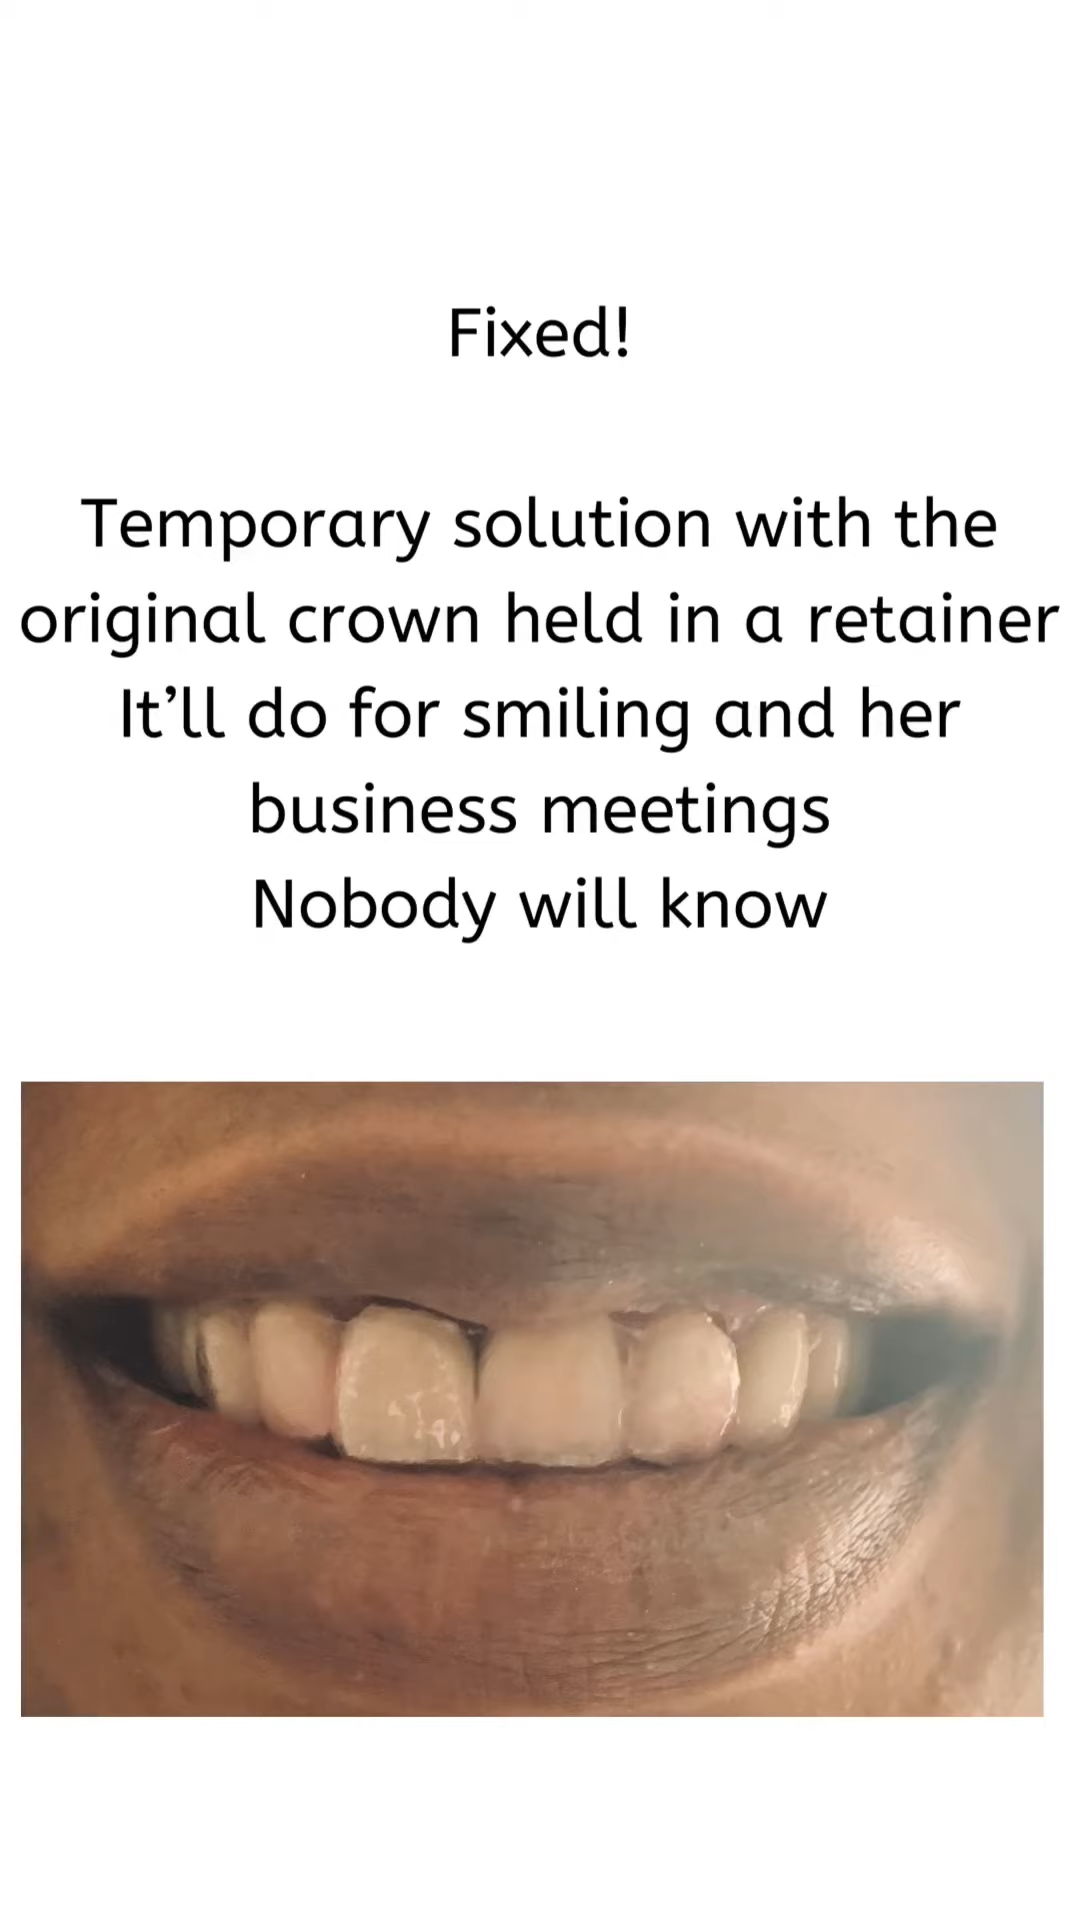 Fixed!
Temporary solution with the
original crown held in a retainer
It’ll do for smiling and her
business meetings
Nobody will know